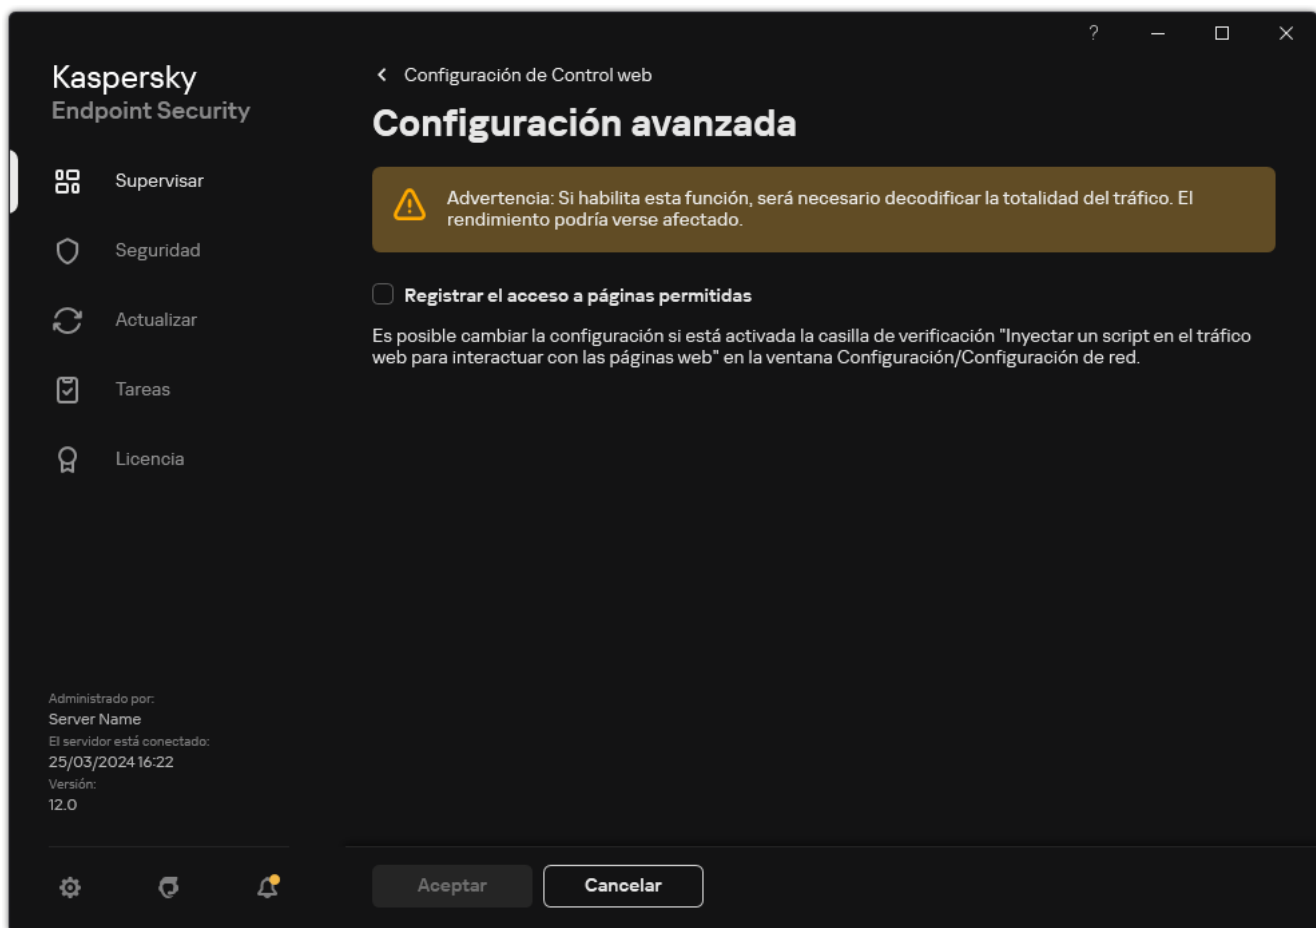 ?
Kaspersky
Endpoint Security
Supervisar
Seguridad
Actualizar
Tareas
Licencia
Administrado por:
Server Name
El servidor está conectado:
25/03/2024 16:22
Versión:
12.0
Configuración de Control web
Configuración avanzada
Advertencia: Si habilita esta función, será necesario decodificar la totalidad del tráfico. El
rendimiento podría verse afectado.
Registrar el acceso a páginas permitidas
Es posible cambiar la configuración si está activada la casilla de verificación "Inyectar un script en el tráfico
web para interactuar con las páginas web" en la ventana Configuración/Configuración de red.
Aceptar
Cancelar